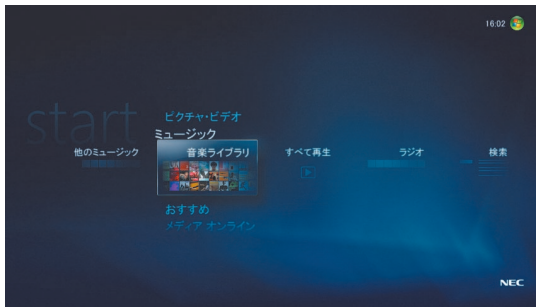 16:02
start
ピクチャ・ビデオ
ミュージック
他のミュージック 音楽ライブラリ すべて再生 ラジオ 検索
おすすめ
メディア オンライン
NEC